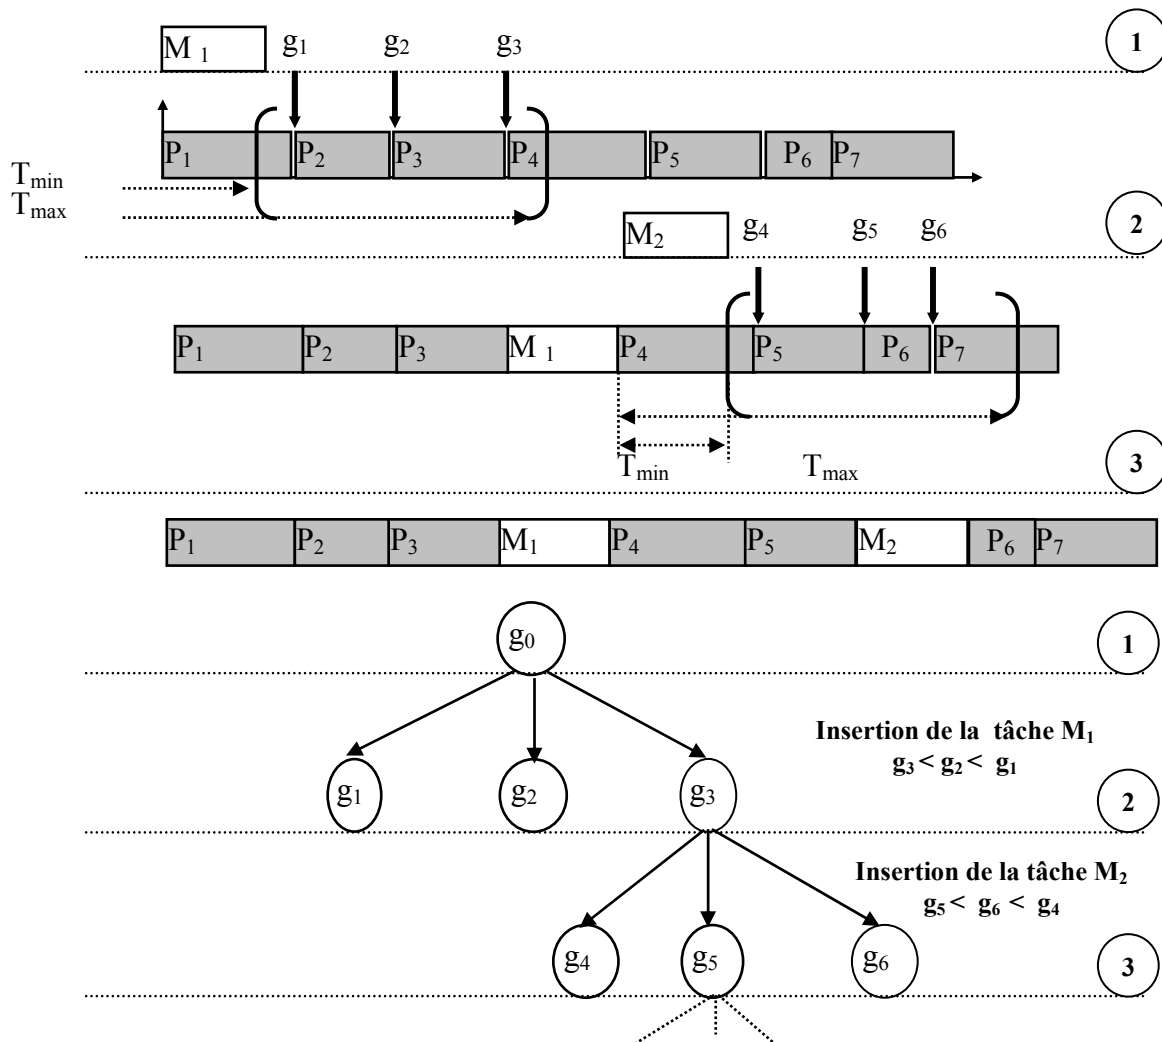 M₁ g₁ g₂ g₃ 1
P₁ P₂ P₃ P₄ P₅ P₆ P₇
Tmin
Tmax
M₂ g₄ g₅ g₆ 2
P₁ P₂ P₃ M₁ P₄ P₅ P₆ P₇
Tmin Tmax 3
P₁ P₂ P₃ M₁ P₄ P₅ M₂ P₆ P₇
g₀ 1
Insertion de la tâche M₁
g₃ < g₂ < g₁
g₁ g₂ g₃ 2
Insertion de la tâche M₂
g₅ < g₆ < g₄
g₄ g₅ g₆ 3